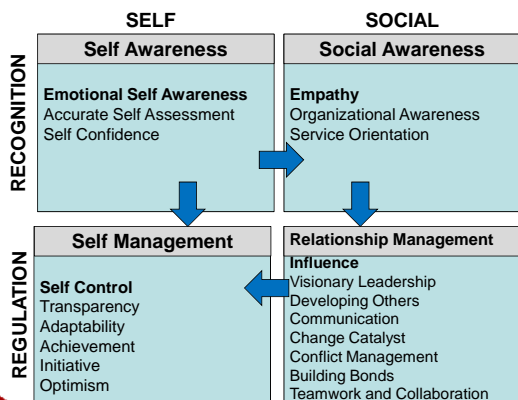 SELF
SOCIAL
RECOGNITION
Self Awareness
Emotional Self Awareness
Accurate Self Assessment
Self Confidence
Social Awareness
Empathy
Organizational Awareness
Service Orientation
REGULATION
Self Management
Self Control
Transparency
Adaptability
Achievement
Initiative
Optimism
Relationship Management
Influence
Visionary Leadership
Developing Others
Communication
Change Catalyst
Conflict Management
Building Bonds
Teamwork and Collaboration